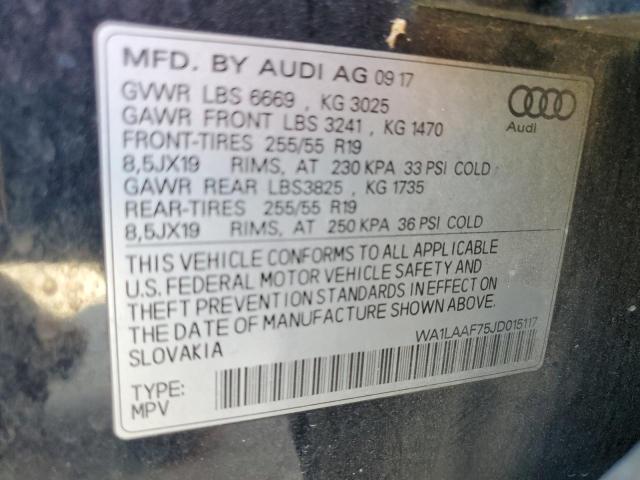 MFD. BY AUDI AG 09 17
GVWR LBS 6669 , KG 3025
GAWR FRONT LBS 3241 , KG 1470
FRONT-TIRES 255/55 R19
8,5JX19 RIMS, AT 230 KPA 33 PSI COLD
GAWR REAR LBS3825 , KG 1735
REAR-TIRES 255/55 R19
8,5JX19 RIMS, AT 250 KPA 36 PSI COLD
Audi
THIS VEHICLE CONFORMS TO ALL APPLICABLE
U.S. FEDERAL MOTOR VEHICLE SAFETY AND
THEFT PREVENTION STANDARDS IN EFFECT ON
THE DATE OF MANUFACTURE SHOWN ABOVE.
SLOVAKIA
WA1LAAF75JD015117
TYPE:
MPV